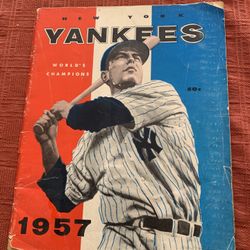 NEW YORK
YANKEES
WORLD'S
CHAMPIONS
50¢
1957